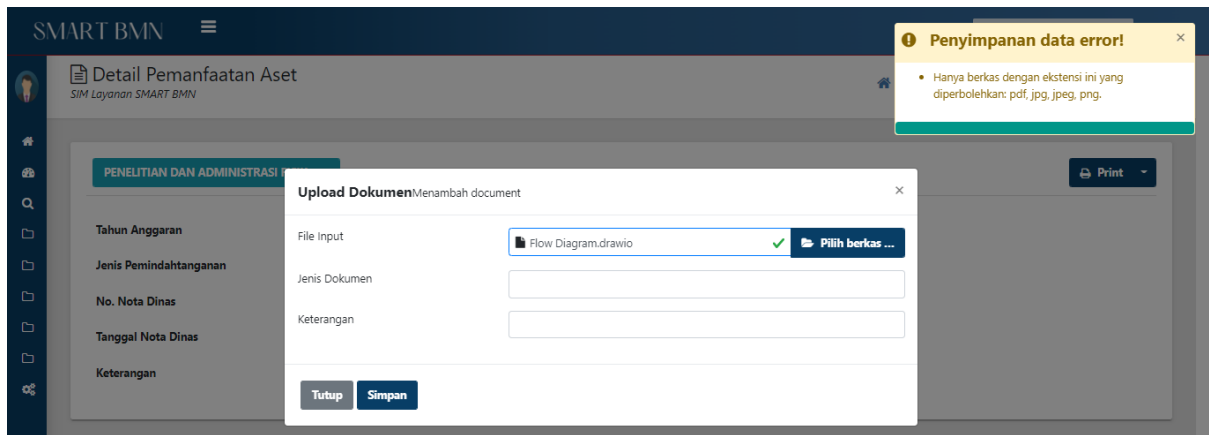 SMART BMN
Penyimpanan data error!
Hanya berkas dengan ekstensi ini yang
diperbolehkan: pdf, jpg, jpeg, png.
Detail Pemanfaatan Aset
SIM Layanan SMART BMN
PENELITIAN DAN ADMINISTRASI
Print
Upload DokumenMenambah document
Tahun Anggaran
File Input
Flow Diagram.drawio
Pilih berkas ...
Jenis Pemindahtanganan
Jenis Dokumen
No. Nota Dinas
Keterangan
Tanggal Nota Dinas
Keterangan
Tutup
Simpan